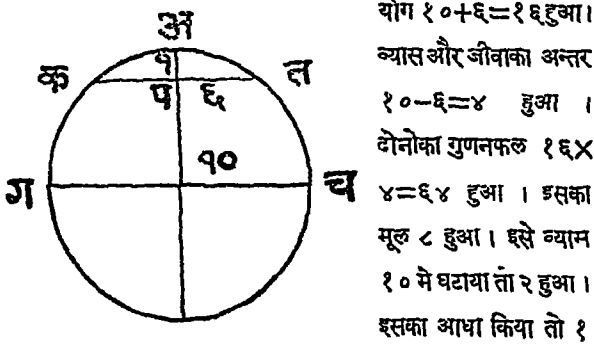 अ
१
क
त
प
६
१०
ग
च
योग १०+६=१६हुआ।
व्यास और जीवाका अन्तर
१०-६=४ हुआ ।
दोनोका गुणनफल १६×
४=६४ हुआ । इसका
मूल ८ हुआ । इसे व्याम
१० मे घटाया तो २ हुआ ।
इसका आधा किया तो १